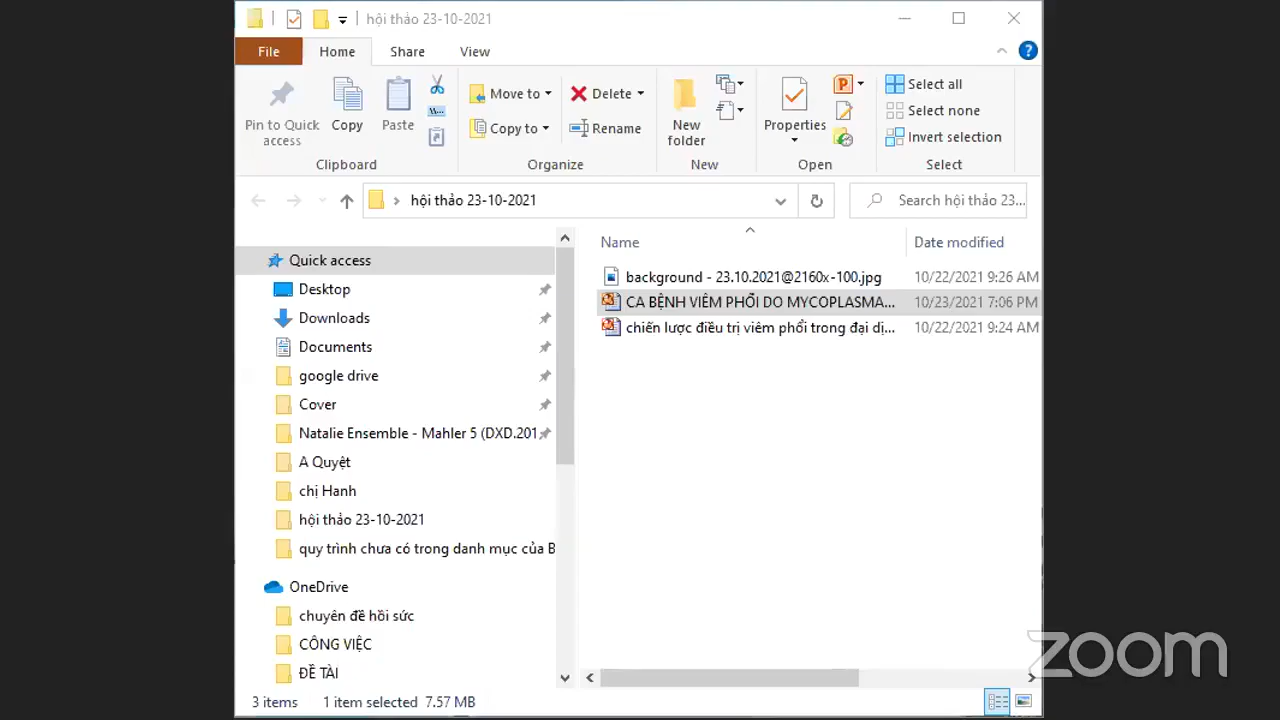 hội thảo 23-10-2021
File Home Share View
Pin to Quick access
Copy
Paste
Clipboard
Move to
Copy to
Delete
Rename
Organize
New folder
New
Properties
Open
Select all
Select none
Invert selection
Select
hội thảo 23-10-2021
Search hội thảo 23...
Name Date modified
background - 23.10.2021@2160x-100.jpg 10/22/2021 9:26 AM
CA BỆNH VIÊM PHỔI DO MYCOPLASMA... 10/23/2021 7:06 PM
chiến lược điều trị viêm phổi trong đại dị... 10/22/2021 9:24 AM
Quick access
Desktop
Downloads
Documents
google drive
Cover
Natalie Ensemble - Mahler 5 (DXD.201
A Quyệt
chị Hanh
hội thảo 23-10-2021
quy trình chưa có trong danh mục của B
OneDrive
chuyên đề hồi sức
CÔNG VIỆC
ĐỀ TÀI
3 items 1 item selected 7.57 MB
zoom